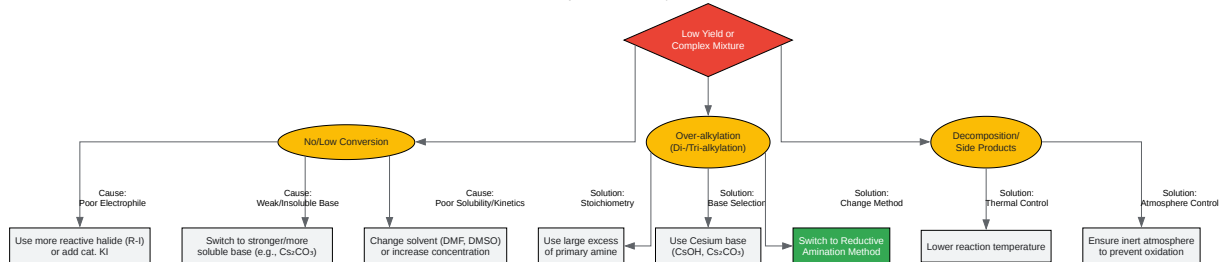 Low Yield or
Complex Mixture
No/Low Conversion
Over-alkylation
(Di-/Tri-alkylation)
Decomposition/
Side Products
Cause:
Poor Electrophile
Cause:
Weak/Insoluble Base
Cause:
Poor Solubility/Kinetics
Solution:
Stoichiometry
Solution:
Base Selection
Solution:
Change Method
Solution:
Thermal Control
Solution:
Atmosphere Control
Use more reactive halide (R-I)
or add cat. KI
Switch to stronger/more
soluble base (e.g., Cs₂CO₃)
Change solvent (DMF, DMSO)
or increase concentration
Use large excess
of primary amine
Use Cesium base
(CsOH, Cs₂CO₃)
Switch to Reductive
Amination Method
Lower reaction temperature
Ensure inert atmosphere
to prevent oxidation